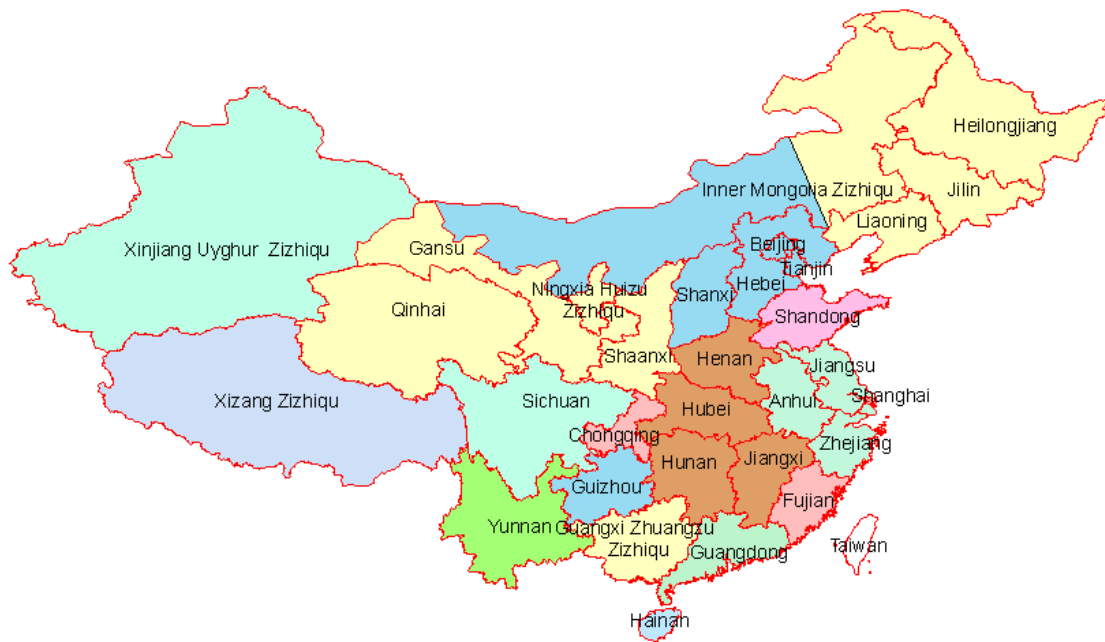 Heilongjiang
Inner Mongolia Zizhiqu
Jilin
Liaoning
Xinjiang Uyghur Zizhiqu
Gansu
Beijing
Tianjin
Hebei
Ningxia Huizu
Zizhiqu
Shanxi
Qinhai
Shandong
Shaanxi
Henan
Jiangsu
Xizang Zizhiqu
Sichuan
Hubei
Anhui
Shanghai
Chongqing
Zhejiang
Hunan
Jiangxi
Guizhou
Fujian
Yunnan
Guangxi Zhuangzu
Zizhiqu
Guangdong
Taiwan
Hainan